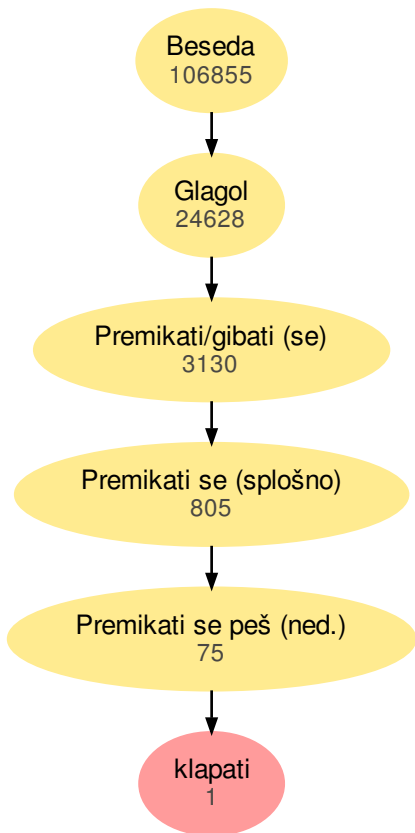 Beseda
106855
Glagol
24628
Premikati/gibati (se)
3130
Premikati se (splošno)
805
Premikati se peš (ned.)
75
klapati
1